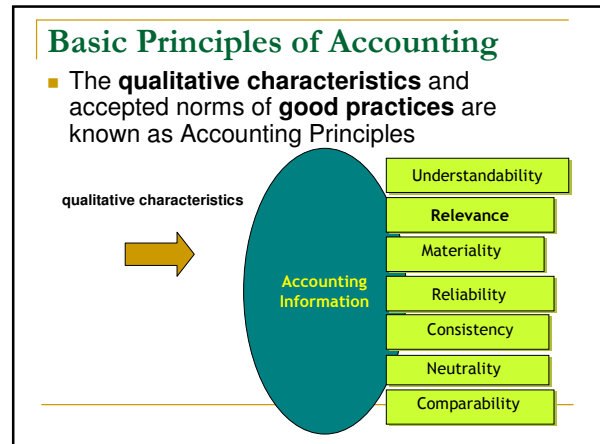 Basic Principles of Accounting
The qualitative characteristics and
accepted norms of good practices are
known as Accounting Principles
qualitative characteristics
Accounting
Information
Understandability
Relevance
Materiality
Reliability
Consistency
Neutrality
Comparability